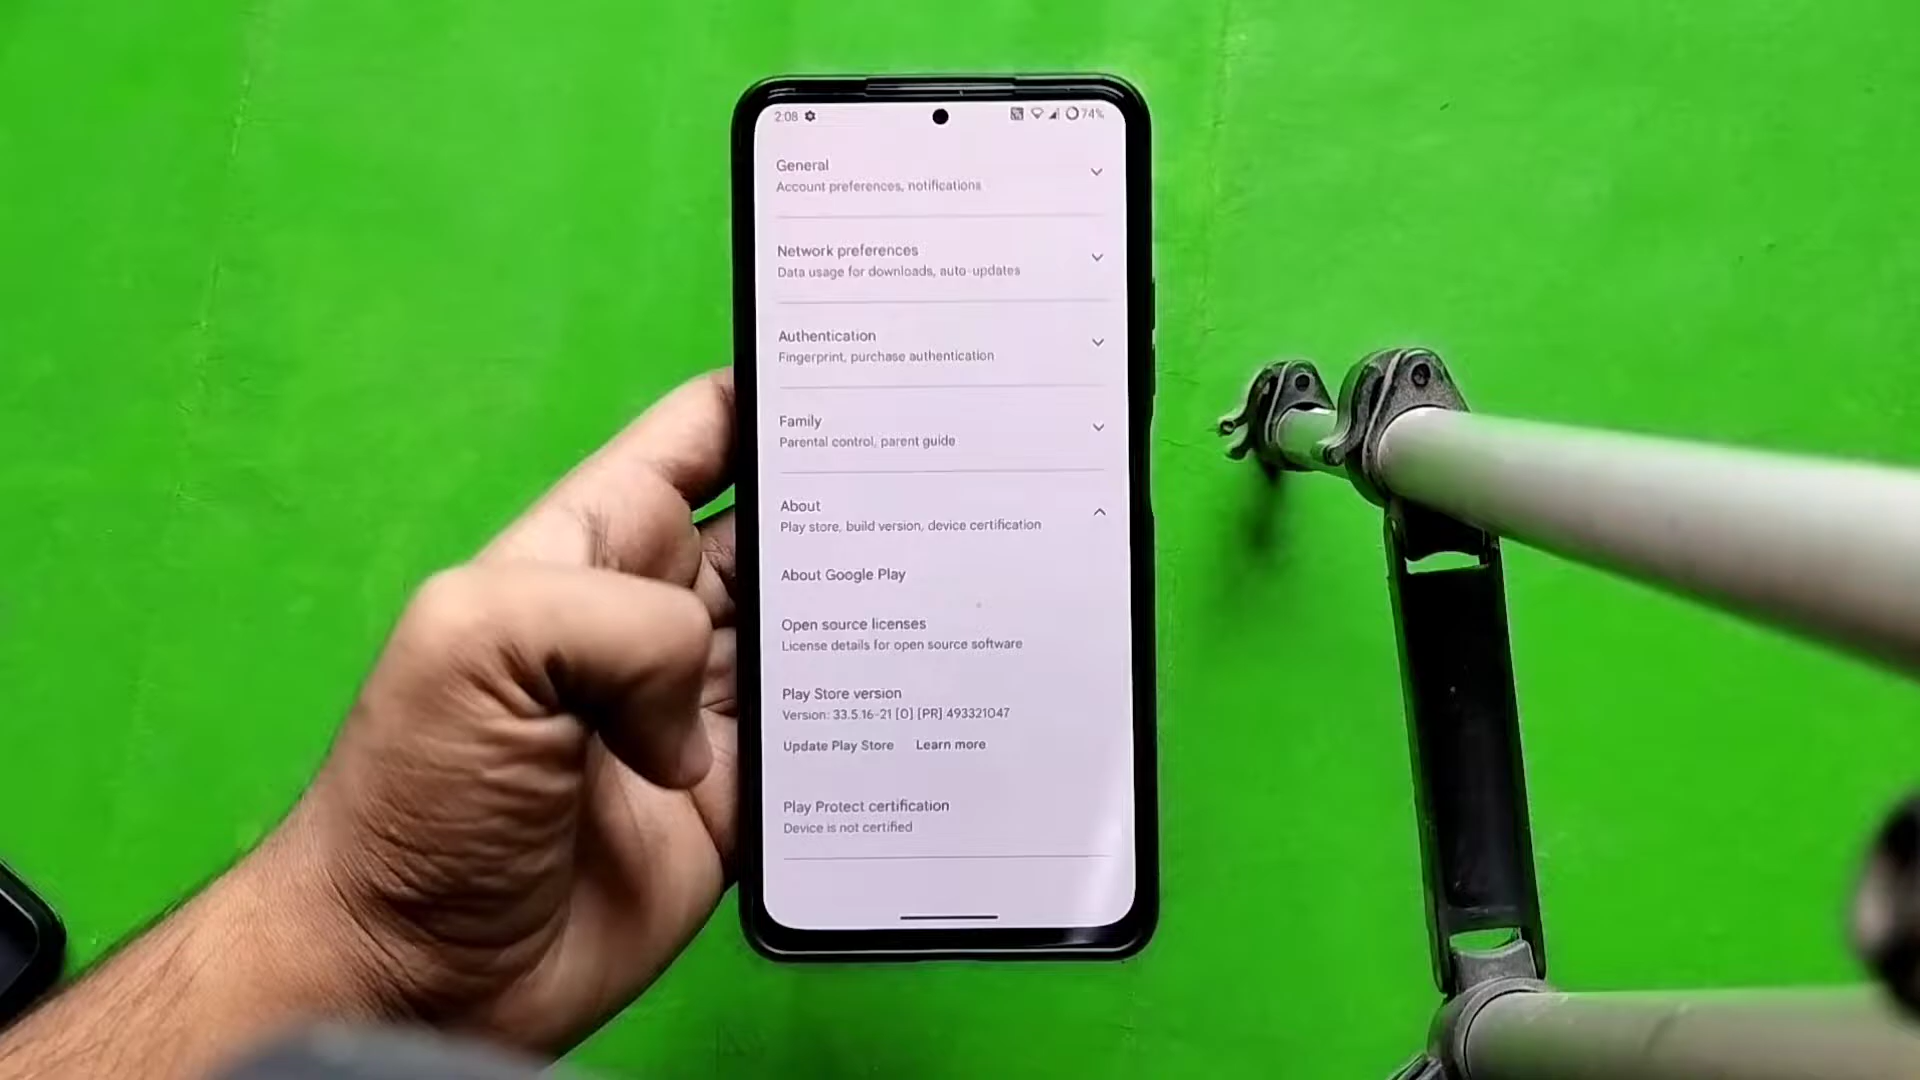 2:08
74%
General
Account preferences, notifications
Network preferences
Data usage for downloads, auto-updates
Authentication
Fingerprint, purchase authentication
Family
Parental control, parent guide
About
Play store, build version, device certification
About Google Play
Open source licenses
License details for open source software
Play Store version
Version: 33.5.16-21 [0] [PR] 493321047
Update Play Store Learn more
Play Protect certification
Device is not certified